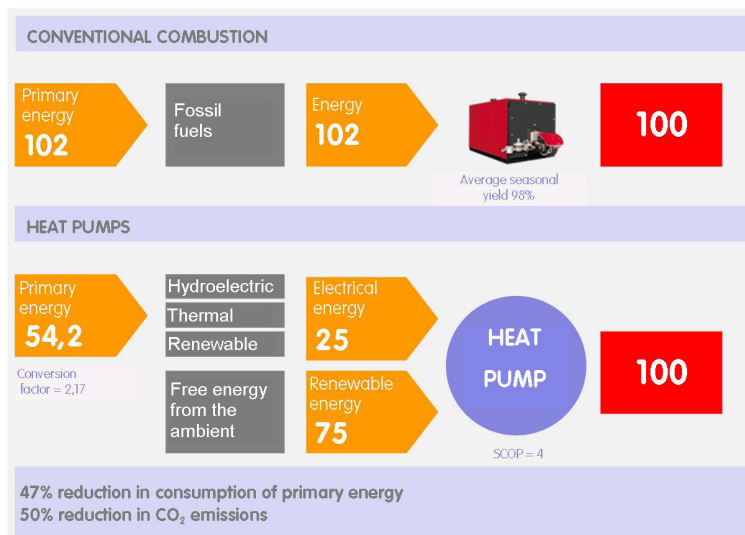 CONVENTIONAL COMBUSTION
Primary
energy
102
Fossil
fuels
Energy
102
Average seasonal
yield 98%
100
HEAT PUMPS
Primary
energy
54,2
Conversion
factor = 2,17
Hydroelectric
Thermal
Renewable
Free energy
from the
ambient
Electrical
energy
25
Renewable
energy
75
HEAT
PUMP
SCOP = 4
100
47% reduction in consumption of primary energy
50% reduction in CO₂ emissions